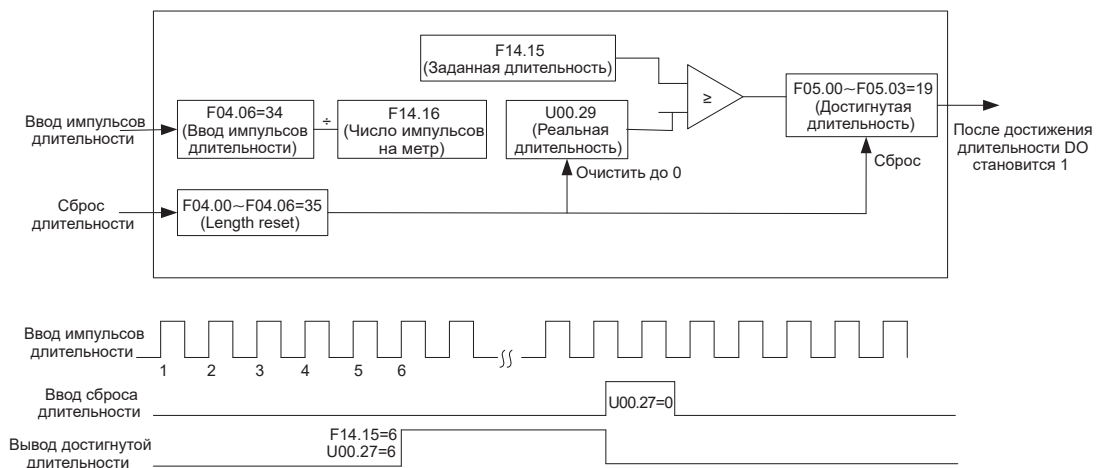 F14.15
(Заданная длительность)
≥
F05.00~F05.03=19
(Достигнутая
длительность)
Ввод импульсов
длительности
F04.06=34
(Ввод импульсов
длительности)
÷
F14.16
(Число импульсов
на метр)
U00.29
(Реальная
длительность)
После достижения
длительности DO
становится 1
Очистить до 0
Сброс
Сброс
длительности
F04.00~F04.06=35
(Length reset)
Ввод импульсов
длительности
1 2 3 4 5 6
Ввод сброса
длительности
U00.27=0
Вывод достигнутой
длительности
F14.15=6
U00.27=6